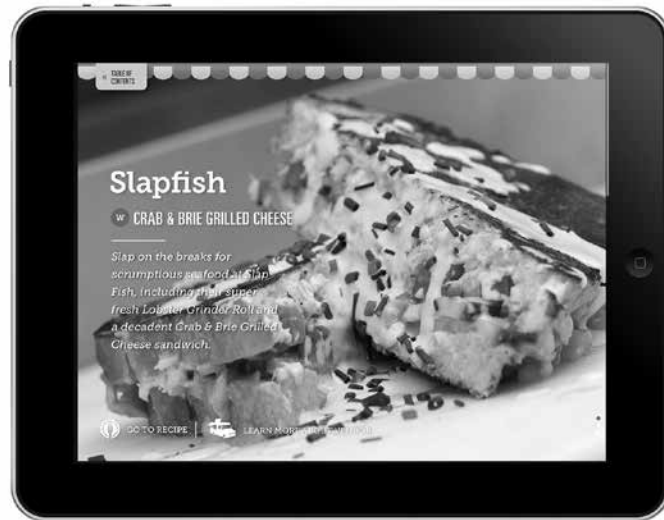 TABLE OF
CONTENTS
Slapfish
W CRAB & BRIE GRILLED CHEESE
Slap on the breaks for
scrumptious seafood at Slap
Fish, including their super
fresh Lobster Grinder Roll and
a decadent Crab & Brie Grilled
Cheese sandwich.
GO TO RECIPE
LEARN MORE